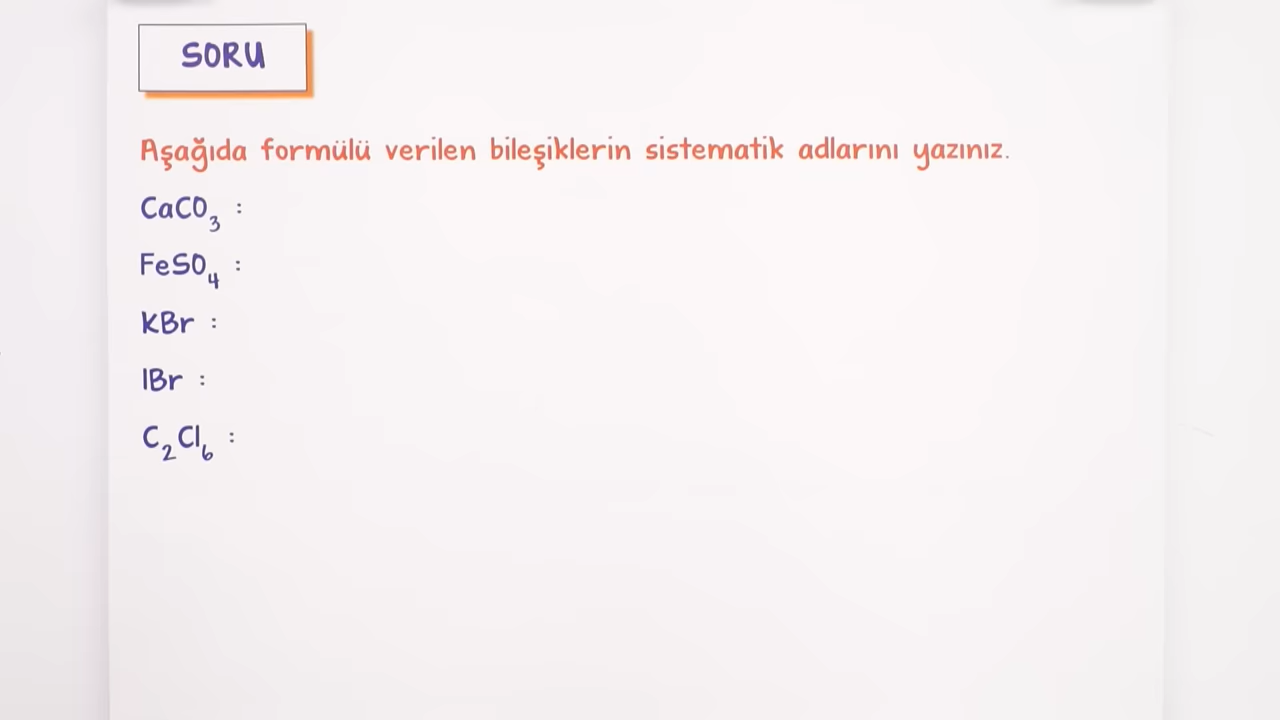 SORU
Aşağıda formülü verilen bileşiklerin sistematik adlarını yazınız.
CaCO₃ :
FeSO₄ :
KBr :
IBr :
C₂Cl₆ :